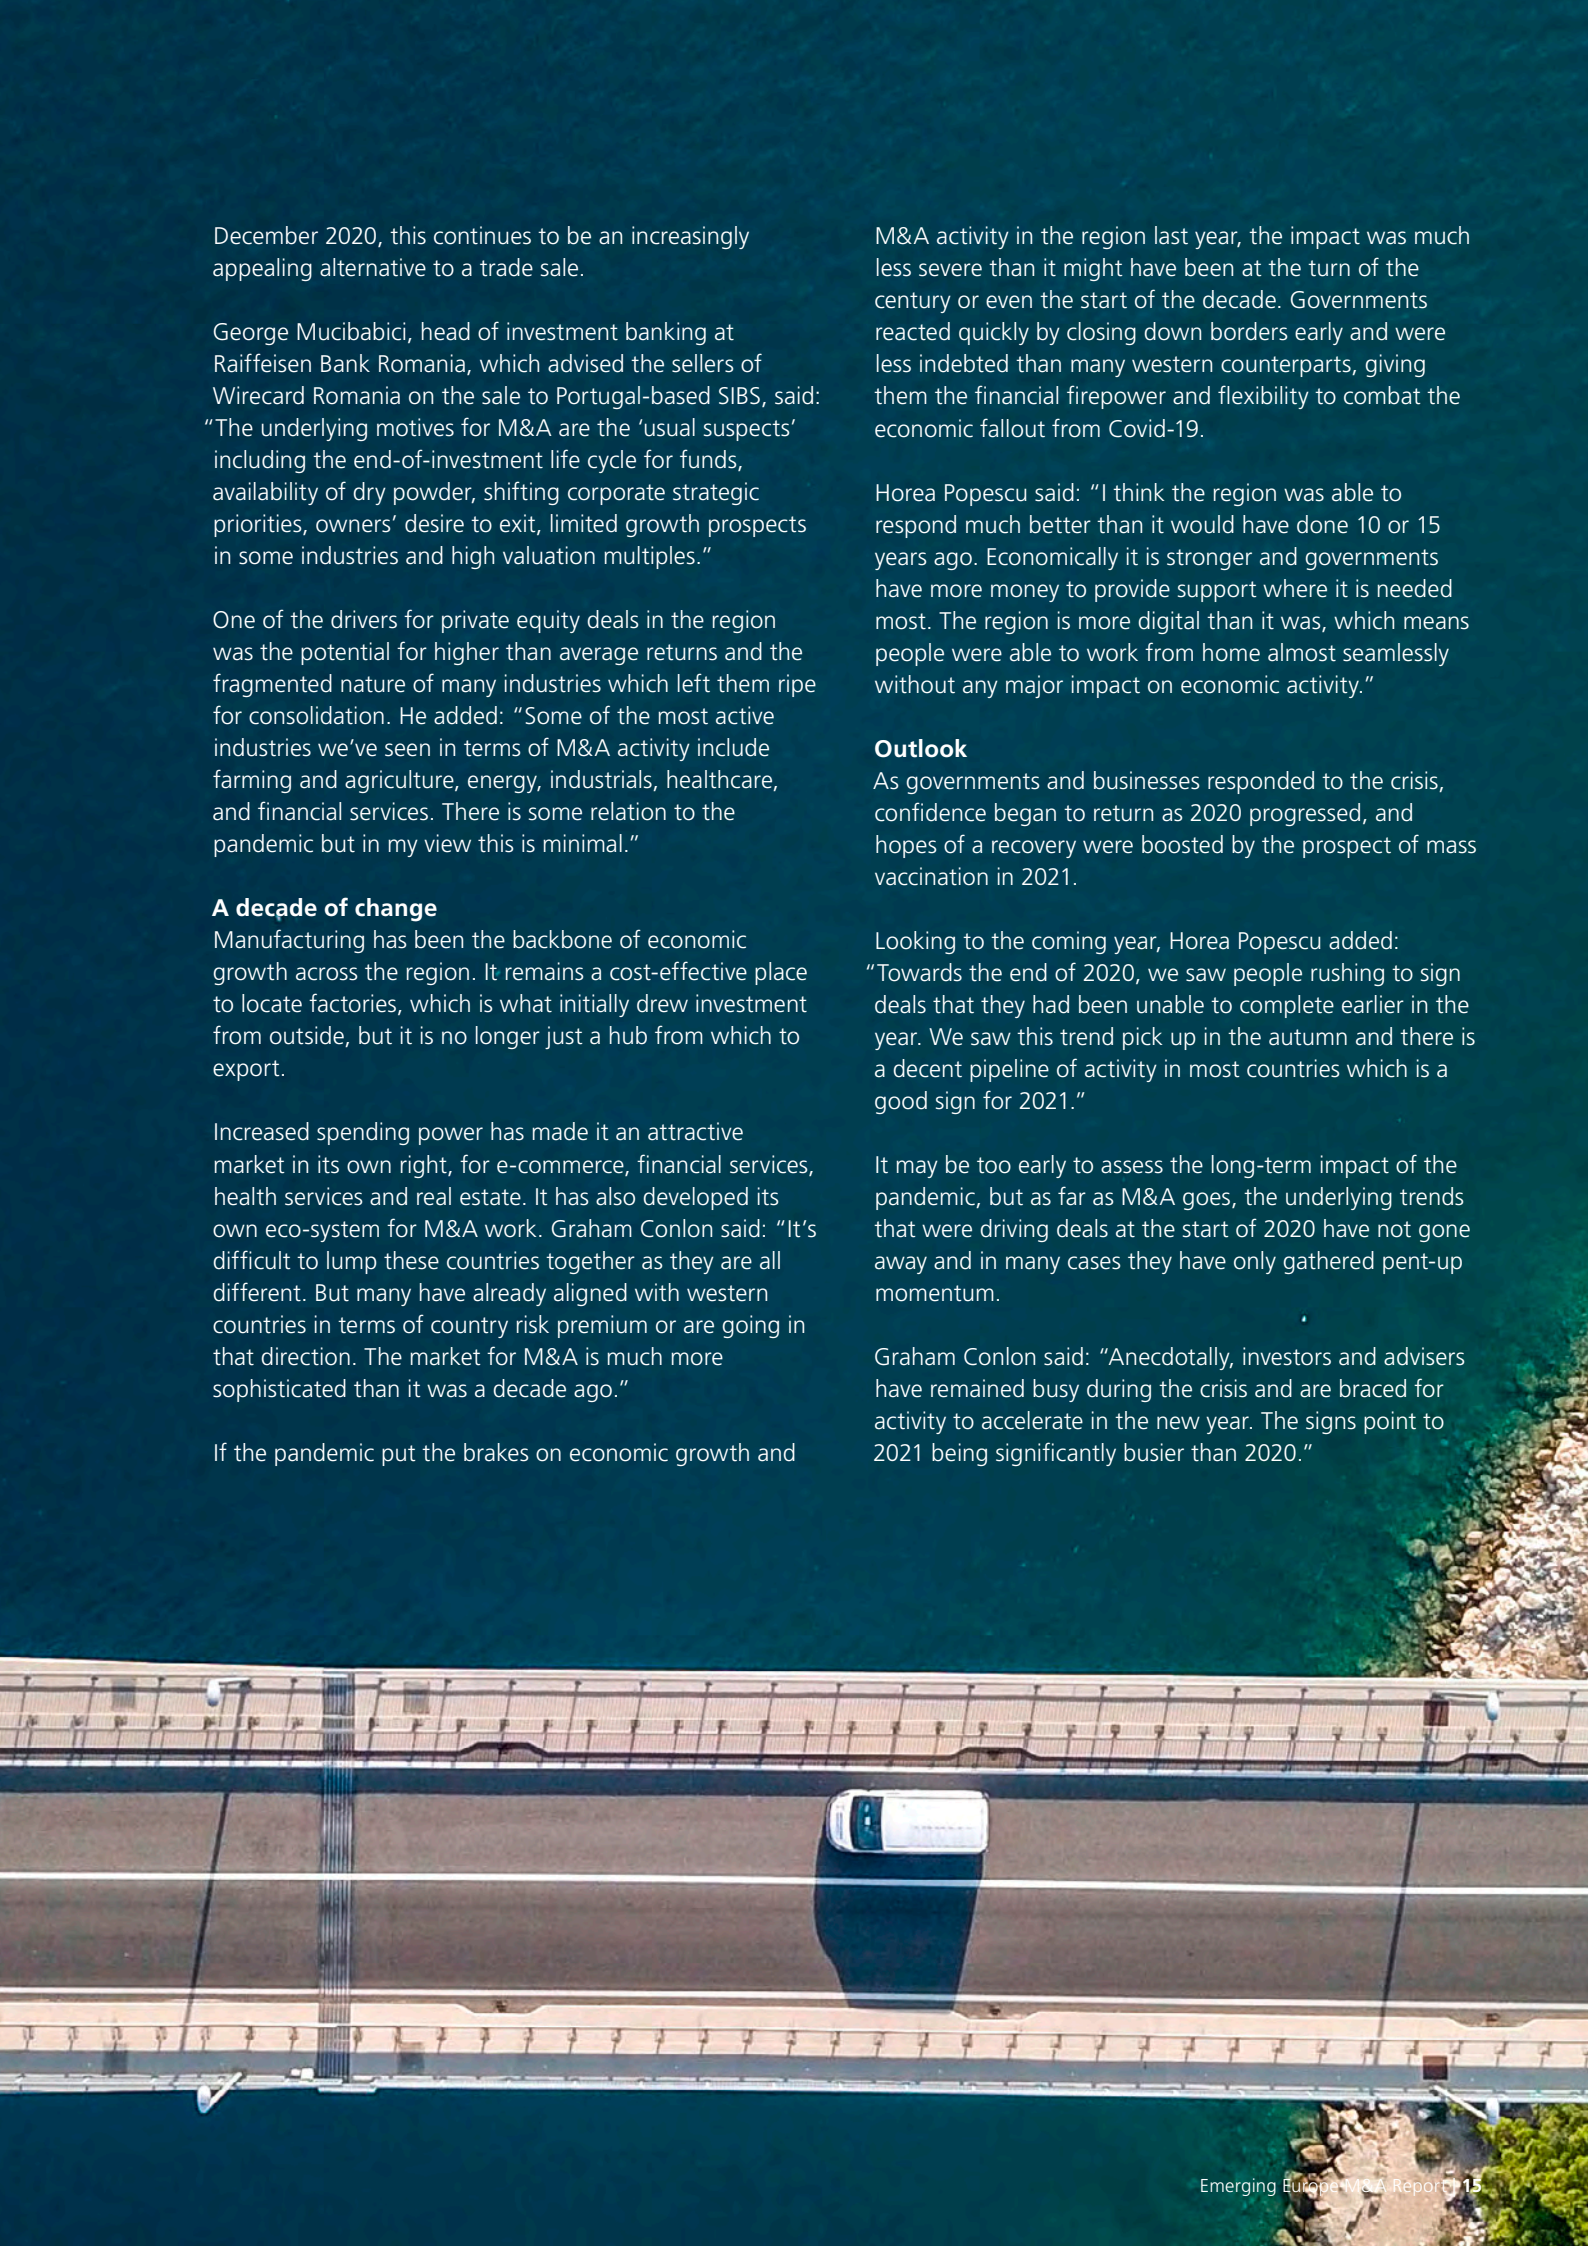 December 2020, this continues to be an increasingly
appealing alternative to a trade sale.
George Mucibabici, head of investment banking at
Raiffeisen Bank Romania, which advised the sellers of
Wirecard Romania on the sale to Portugal-based SIBS, said:
“The underlying motives for M&A are the ‘usual suspects’
including the end-of-investment life cycle for funds,
availability of dry powder, shifting corporate strategic
priorities, owners’ desire to exit, limited growth prospects
in some industries and high valuation multiples.”
One of the drivers for private equity deals in the region
was the potential for higher than average returns and the
fragmented nature of many industries which left them ripe
for consolidation. He added: “Some of the most active
industries we’ve seen in terms of M&A activity include
farming and agriculture, energy, industrials, healthcare,
and financial services. There is some relation to the
pandemic but in my view this is minimal.”
A decade of change
Manufacturing has been the backbone of economic
growth across the region. It remains a cost-effective place
to locate factories, which is what initially drew investment
from outside, but it is no longer just a hub from which to
export.
Increased spending power has made it an attractive
market in its own right, for e-commerce, financial services,
health services and real estate. It has also developed its
own eco-system for M&A work. Graham Conlon said: “It’s
difficult to lump these countries together as they are all
different. But many have already aligned with western
countries in terms of country risk premium or are going in
that direction. The market for M&A is much more
sophisticated than it was a decade ago.”
If the pandemic put the brakes on economic growth and
M&A activity in the region last year, the impact was much
less severe than it might have been at the turn of the
century or even the start of the decade. Governments
reacted quickly by closing down borders early and were
less indebted than many western counterparts, giving
them the financial firepower and flexibility to combat the
economic fallout from Covid-19.
Horea Popescu said: “I think the region was able to
respond much better than it would have done 10 or 15
years ago. Economically it is stronger and governments
have more money to provide support where it is needed
most. The region is more digital than it was, which means
people were able to work from home almost seamlessly
without any major impact on economic activity.”
Outlook
As governments and businesses responded to the crisis,
confidence began to return as 2020 progressed, and
hopes of a recovery were boosted by the prospect of mass
vaccination in 2021.
Looking to the coming year, Horea Popescu added:
“Towards the end of 2020, we saw people rushing to sign
deals that they had been unable to complete earlier in the
year. We saw this trend pick up in the autumn and there is
a decent pipeline of activity in most countries which is a
good sign for 2021.”
It may be too early to assess the long-term impact of the
pandemic, but as far as M&A goes, the underlying trends
that were driving deals at the start of 2020 have not gone
away and in many cases they have only gathered pent-up
momentum.
Graham Conlon said: “Anecdotally, investors and advisers
have remained busy during the crisis and are braced for
activity to accelerate in the new year. The signs point to
2021 being significantly busier than 2020.”
Emerging Europe M&A Report | 15